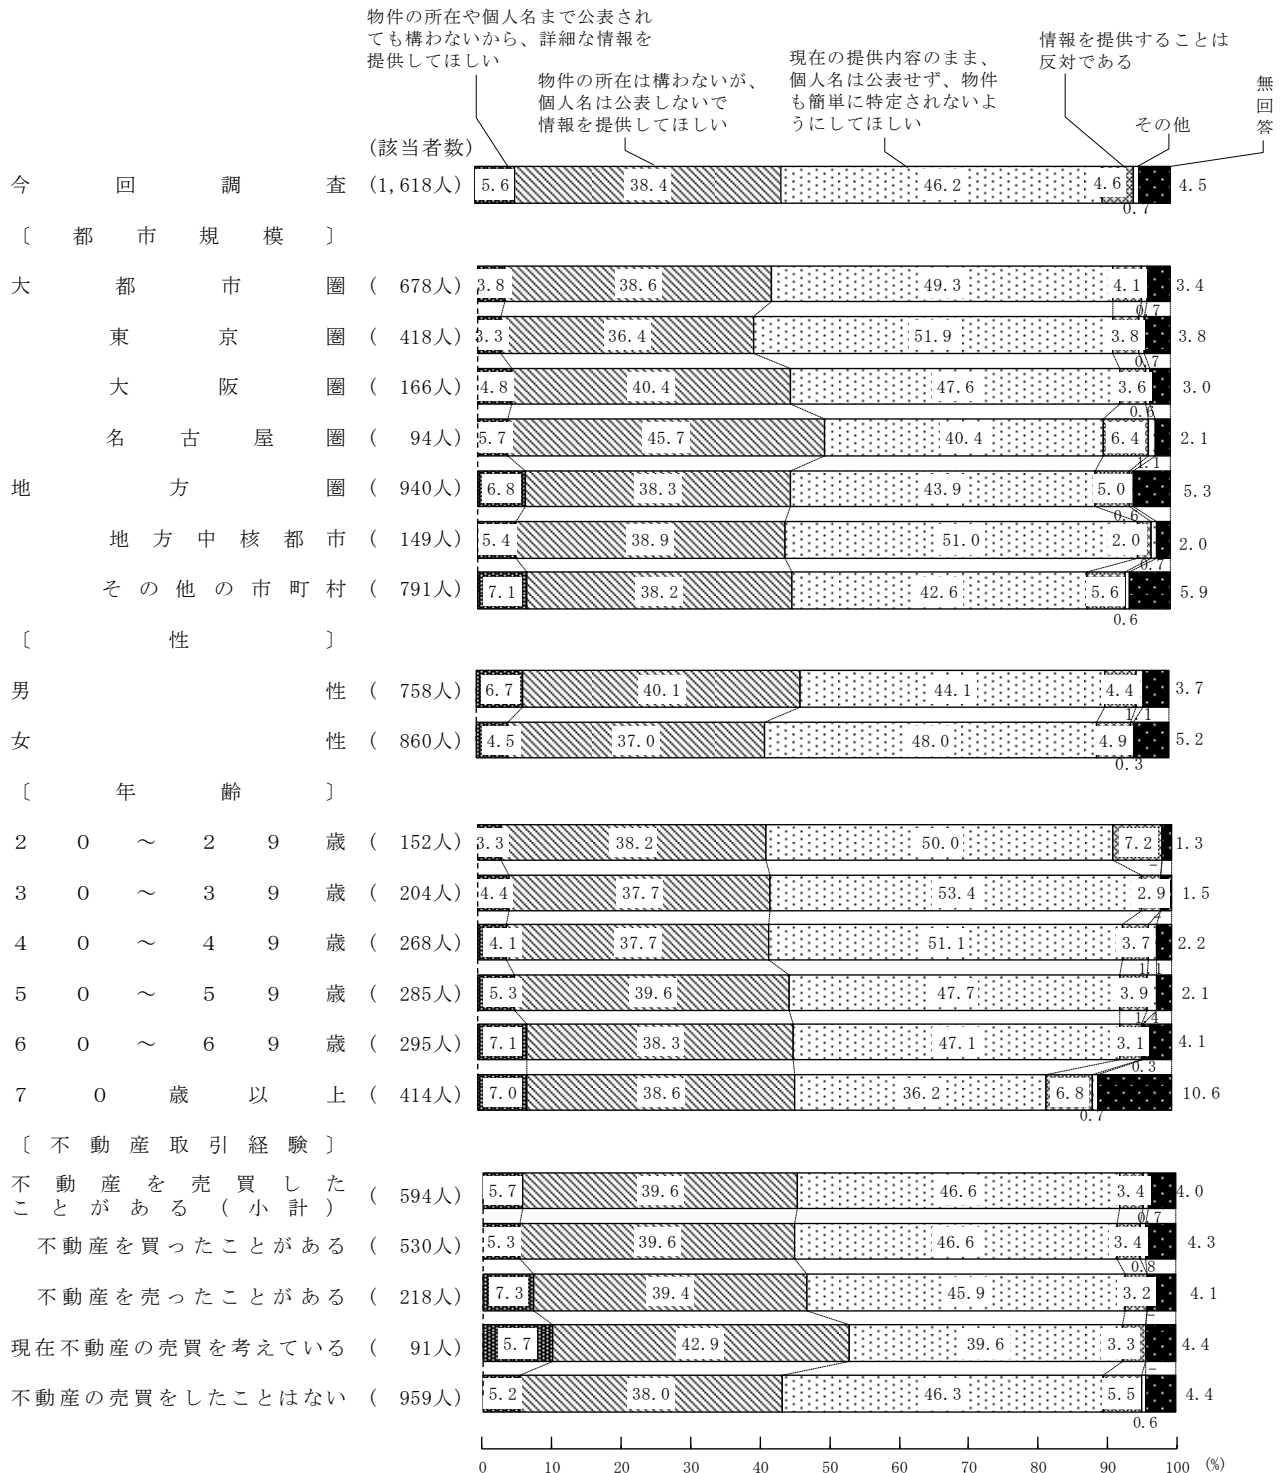 物件の所在や個人名まで公表され
ても構わないから、詳細な情報を
提供してほしい
物件の所在は構わないが、
個人名は公表しないで
情報を提供してほしい
現在の提供内容のまま、
個人名は公表せず、物件
も簡単に特定されないよ
うにしてほしい
情報を提供することは
反対である
その他
無回答
(該当者数)
今回調査 (1,618人) 5.6 38.4 46.2 4.6 4.5
0.7
〔都市規模〕
大都市圏 ( 678人) 3.8 38.6 49.3 4.1 3.4
0.7
東京圏 ( 418人) 3.3 36.4 51.9 3.8 3.8
0.7
大阪圏 ( 166人) 4.8 40.4 47.6 3.6 3.0
0.6
名古屋圏 ( 94人) 5.7 45.7 40.4 6.4 2.1
1.1
地方圏 ( 940人) 6.8 38.3 43.9 5.0 5.3
0.6
地方中核都市 ( 149人) 5.4 38.9 51.0 2.0 2.0
0.7
その他の市町村 ( 791人) 7.1 38.2 42.6 5.6 5.9
0.6
〔性〕
男性 ( 758人) 6.7 40.1 44.1 4.4 3.7
1.1
女性 ( 860人) 4.5 37.0 48.0 4.9 5.2
0.3
〔年齢〕
20～29歳 ( 152人) 3.3 38.2 50.0 7.2 1.3
－
30～39歳 ( 204人) 4.4 37.7 53.4 2.9 1.5
－
40～49歳 ( 268人) 4.1 37.7 51.1 3.7 2.2
1.1
50～59歳 ( 285人) 5.3 39.6 47.7 3.9 2.1
1.4
60～69歳 ( 295人) 7.1 38.3 47.1 3.1 4.1
0.3
70歳以上 ( 414人) 7.0 38.6 36.2 6.8 10.6
0.7
〔不動産取引経験〕
不動産を売買した
ことがある(小計) ( 594人) 5.7 39.6 46.6 3.4 4.0
0.7
不動産を買ったことがある ( 530人) 5.3 39.6 46.6 3.4 4.3
0.8
不動産を売ったことがある ( 218人) 7.3 39.4 45.9 3.2 4.1
－
現在不動産の売買を考えている ( 91人) 5.7 42.9 39.6 3.3 4.4
－
不動産の売買をしたことはない ( 959人) 5.2 38.0 46.3 5.5 4.4
0.6
0 10 20 30 40 50 60 70 80 90 100 (%)